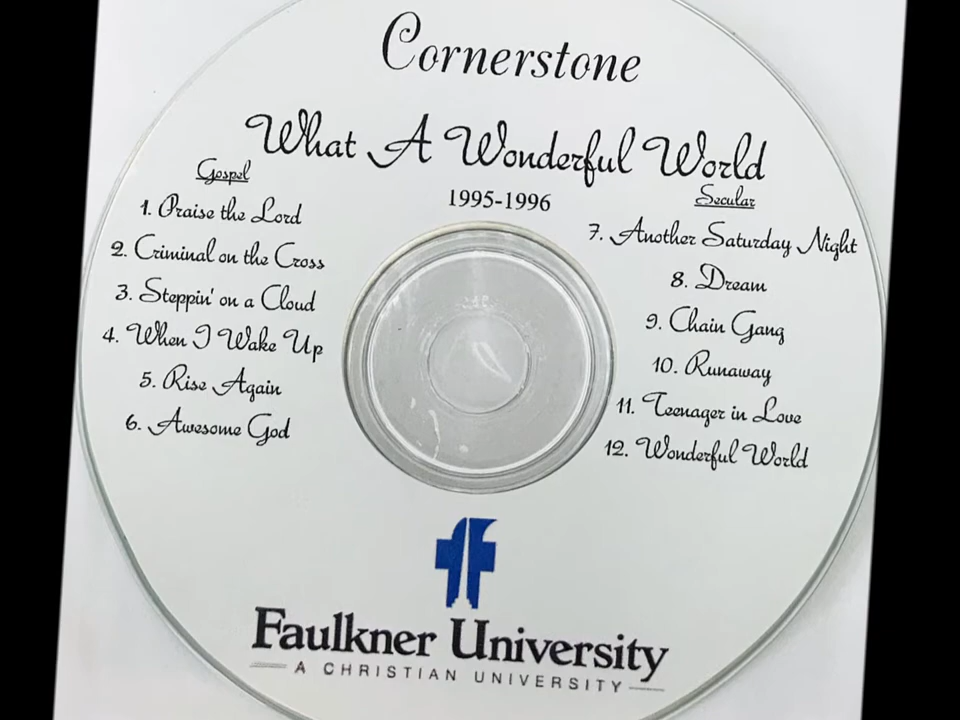 Cornerstone
What A Wonderful World
1995-1996
Gospel
1. Praise the Lord
2. Criminal on the Cross
3. Steppin' on a Cloud
4. When I Wake Up
5. Rise Again
6. Awesome God
Secular
7. Another Saturday Night
8. Dream
9. Chain Gang
10. Runaway
11. Teenager in Love
12. Wonderful World
Faulkner University
A CHRISTIAN UNIVERSITY